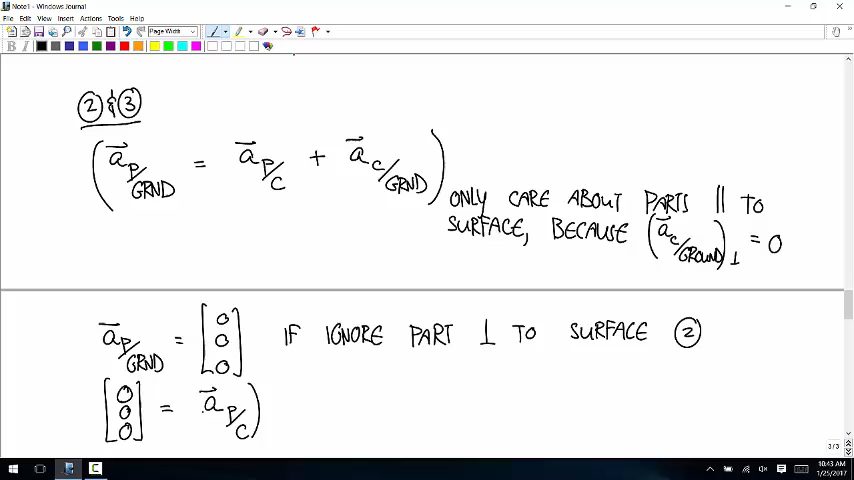 Note1 - Windows Journal
File Edit View Insert Actions Tools Help
Page Width
B I
② & ③
(a⃗ P/GRND = a⃗ P/C + a⃗ C/GRND)
ONLY CARE ABOUT PARTS || TO
SURFACE, BECAUSE (a⃗ C/GROUND)⊥ = 0
a⃗ P/GRND = [0 0 0] IF IGNORE PART ⊥ TO SURFACE ②
[0 0 0] = a⃗ P/C)
3/3
10:43 AM
1/25/2017